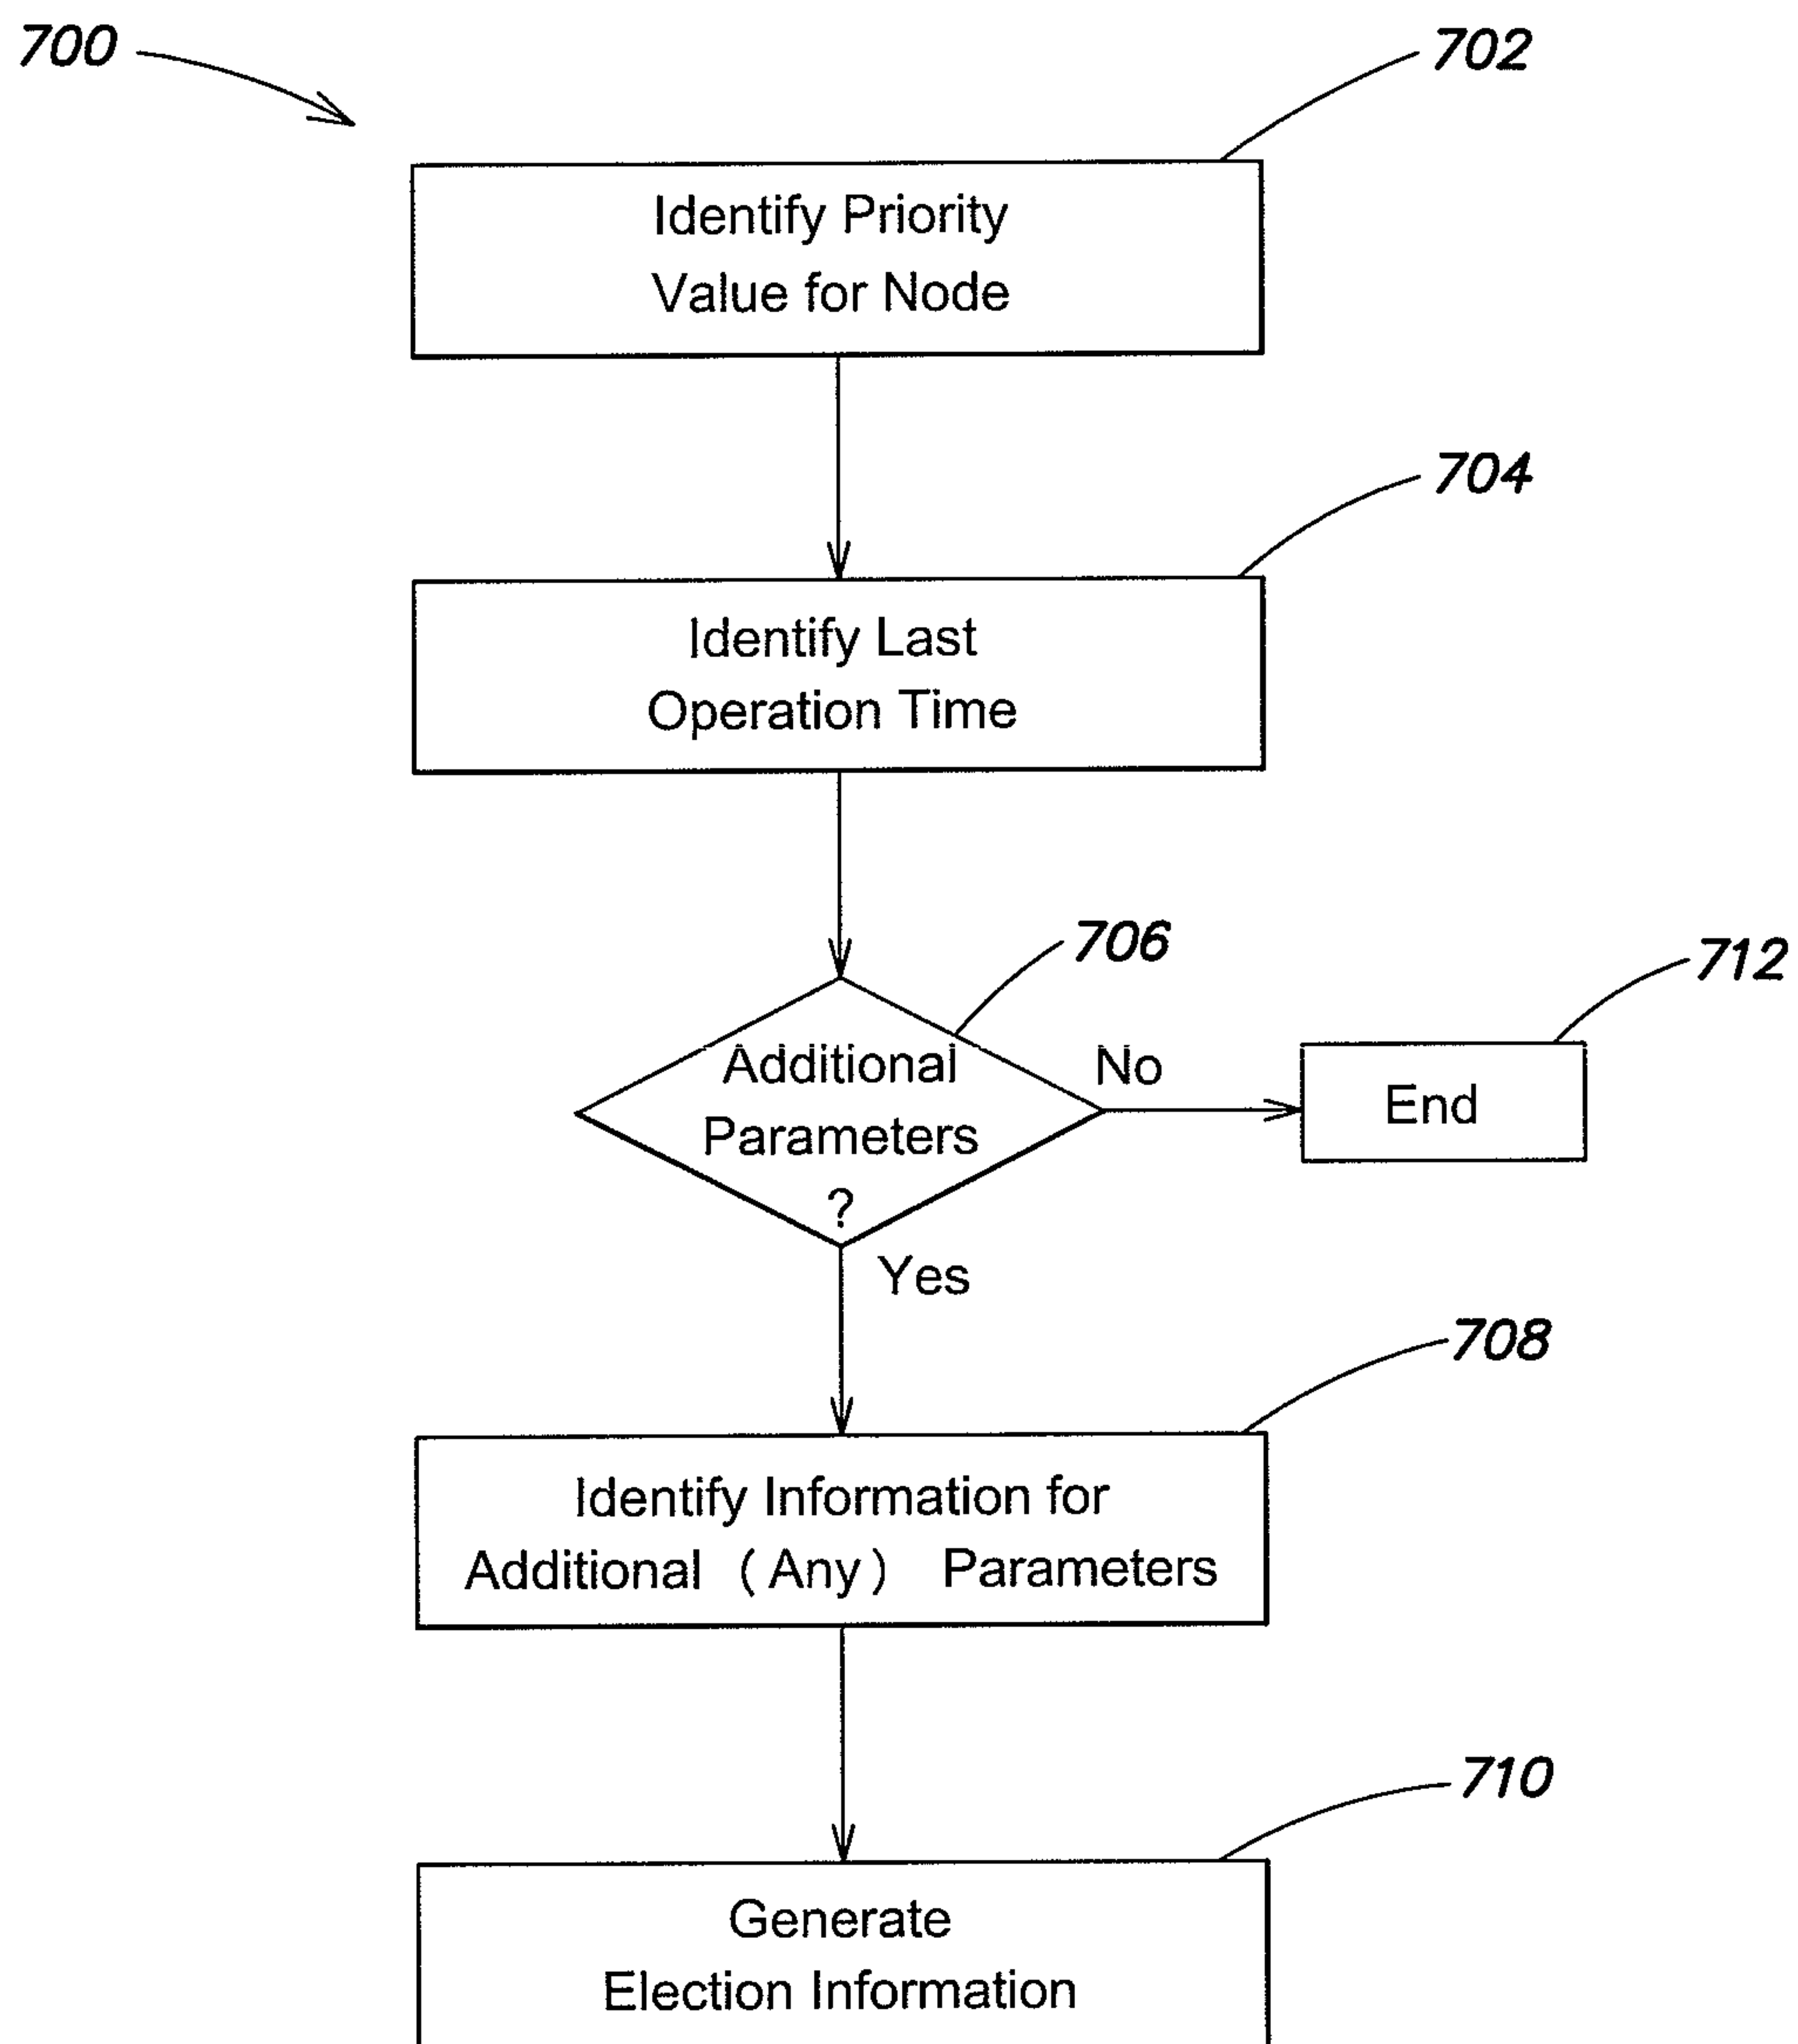 700
702
Identify Priority
Value for Node
704
Identify Last
Operation Time
706
712
Additional
Parameters
?
No
End
Yes
708
Identify Information for
Additional (Any) Parameters
710
Generate
Election Information